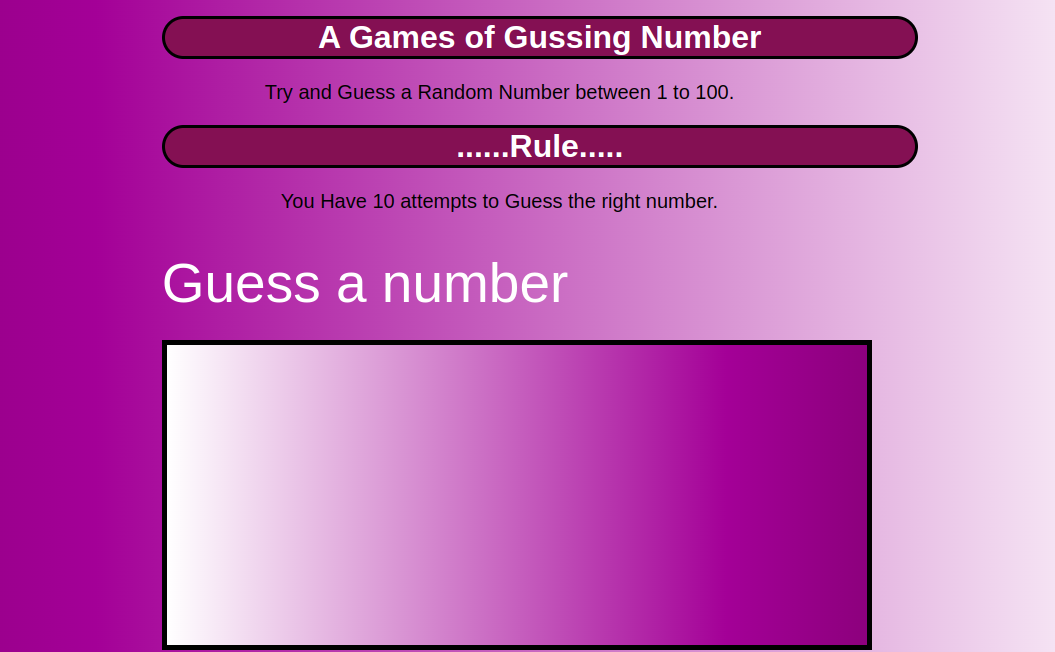 A Games of Gussing Number
Try and Guess a Random Number between 1 to 100.
......Rule.....
You Have 10 attempts to Guess the right number.
Guess a number